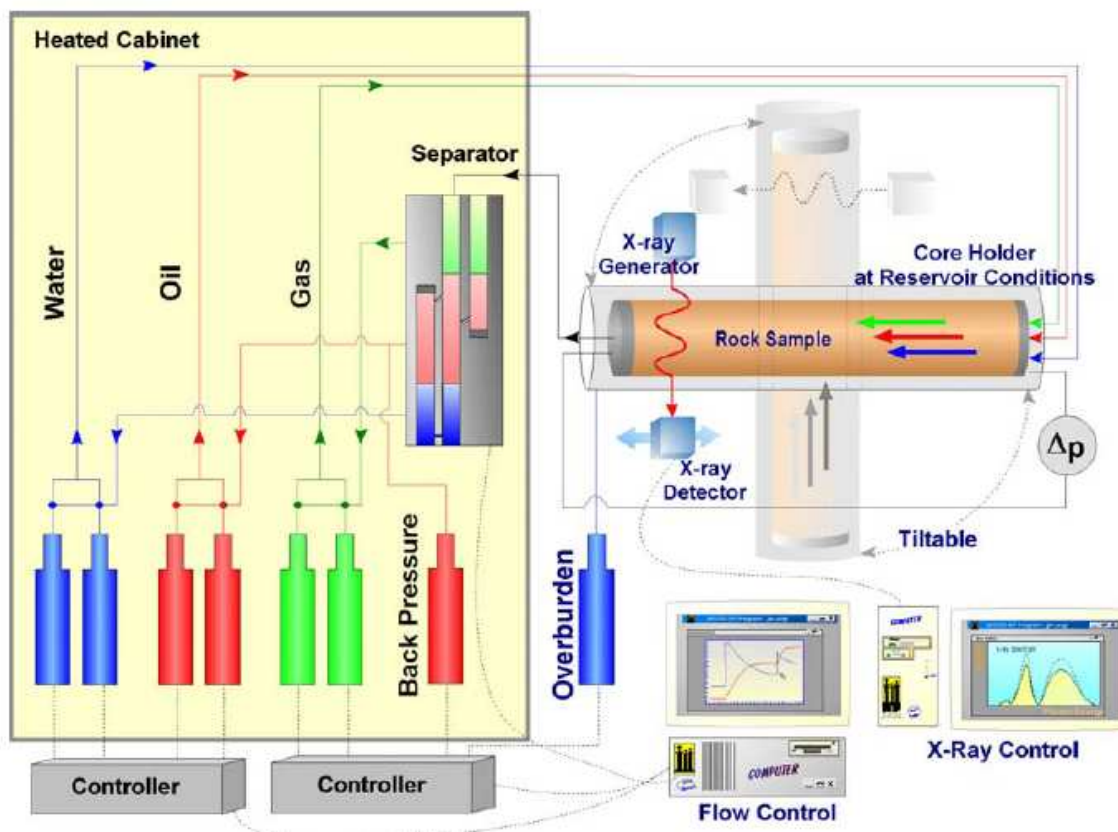 Heated Cabinet
Separator
Water
Oil
Gas
X-ray
Generator
Core Holder
at Reservoir Conditions
Rock Sample
Δp
X-ray
Detector
Tiltable
Back Pressure
Overburden
COMPUTER
X-Ray Control
Controller
Controller
COMPUTER
Flow Control